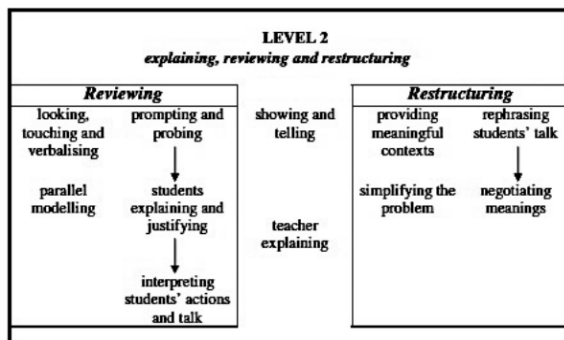 LEVEL 2
explaining, reviewing and restructuring
Reviewing
looking,
touching and
verbalising
parallel
modelling
prompting and
probing
students
explaining and
justifying
interpreting
students' actions
and talk
showing and
telling
teacher
explaining
Restructuring
providing
meaningful
contexts
simplifying the
problem
rephrasing
students' talk
negotiating
meanings